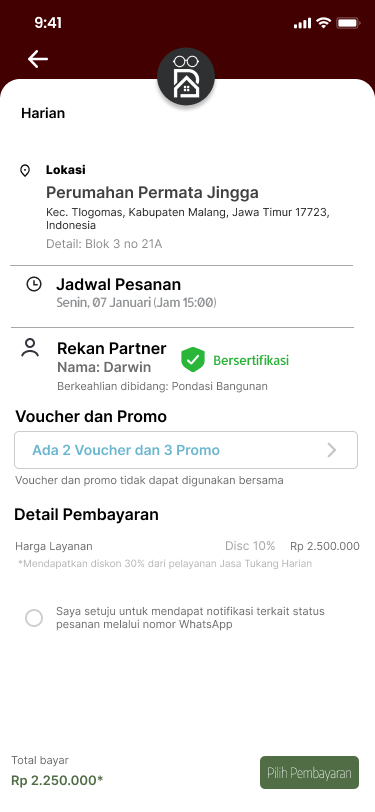 9:41
Harian
Lokasi
Perumahan Permata Jingga
Kec. Tlogomas, Kabupaten Malang, Jawa Timur 17723,
Indonesia
Detail: Blok 3 no 21A
Jadwal Pesanan
Senin, 07 Januari (Jam 15:00)
Rekan Partner
Nama: Darwin
Bersertifikasi
Berkeahlian dibidang: Pondasi Bangunan
Voucher dan Promo
Ada 2 Voucher dan 3 Promo
Voucher dan promo tidak dapat digunakan bersama
Detail Pembayaran
Harga Layanan Disc 10% Rp 2.500.000
*Mendapatkan diskon 30% dari pelayanan Jasa Tukang Harian
Saya setuju untuk mendapat notifikasi terkait status
pesanan melalui nomor WhatsApp
Total bayar
Rp 2.250.000*
Pilih Pembayaran